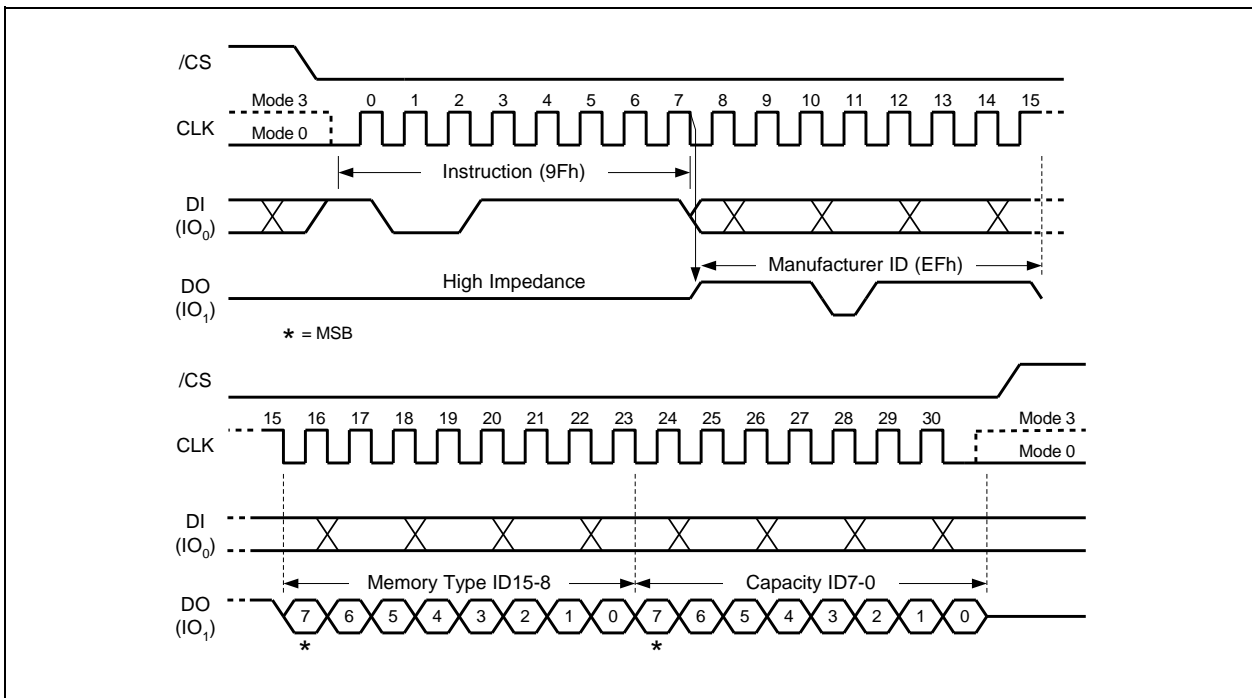 /CS
Mode 3 0 1 2 3 4 5 6 7 8 9 10 11 12 13 14 15
CLK
Mode 0
Instruction (9Fh)
DI
(IO0)
Manufacturer ID (EFh)
High Impedance
DO
(IO1)
* = MSB
/CS
15 16 17 18 19 20 21 22 23 24 25 26 27 28 29 30 Mode 3
CLK
Mode 0
DI
(IO0)
Memory Type ID15-8 Capacity ID7-0
DO 7 6 5 4 3 2 1 0 7 6 5 4 3 2 1 0
(IO1)
* *